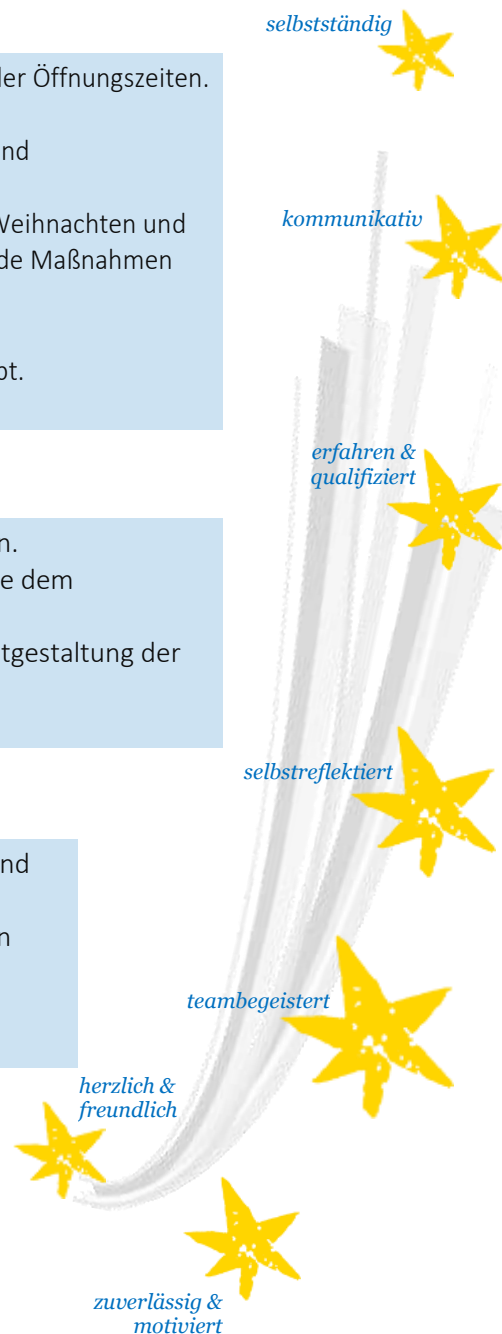 selbstständig
der Öffnungszeiten.
nd
kommunikativ
Weihnachten und
de Maßnahmen
erfahren &
qualifiziert
n.
e dem
tgestaltung der
selbstreflektiert
nd
n
teambegeistert
herzlich &
freundlich
zuverlässig &
motiviert